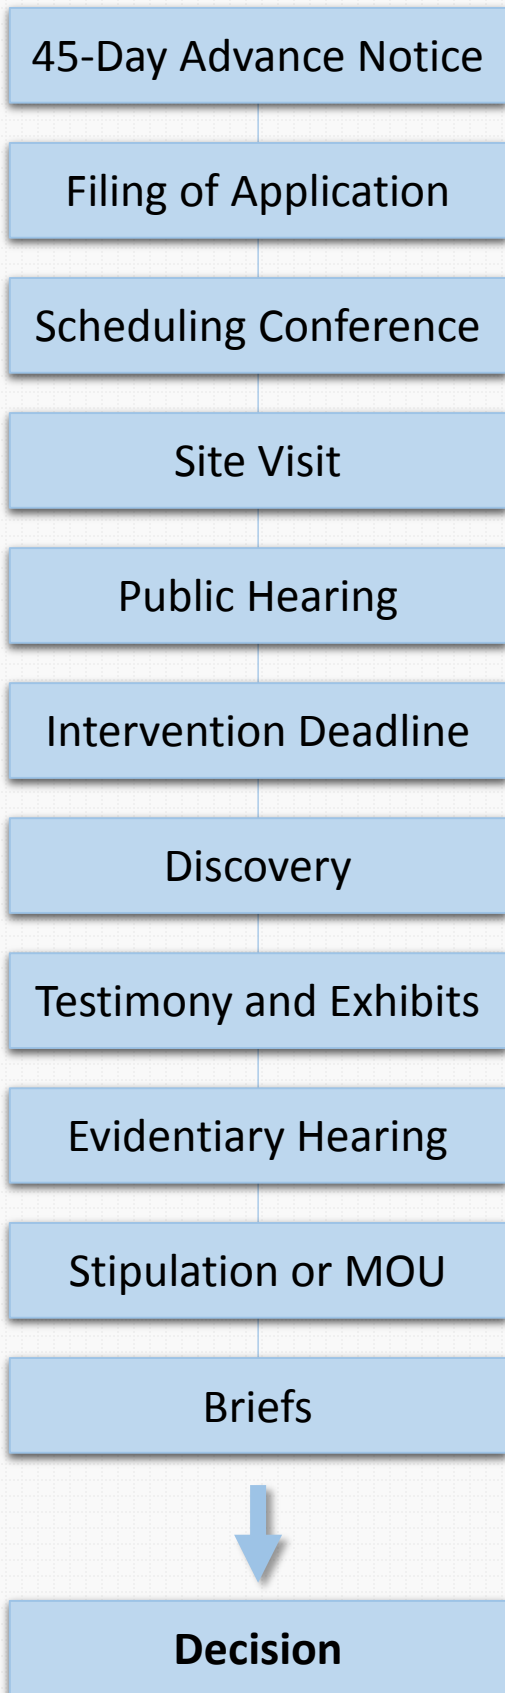 45-Day Advance Notice
Filing of Application
Scheduling Conference
Site Visit
Public Hearing
Intervention Deadline
Discovery
Testimony and Exhibits
Evidentiary Hearing
Stipulation or MOU
Briefs
Decision